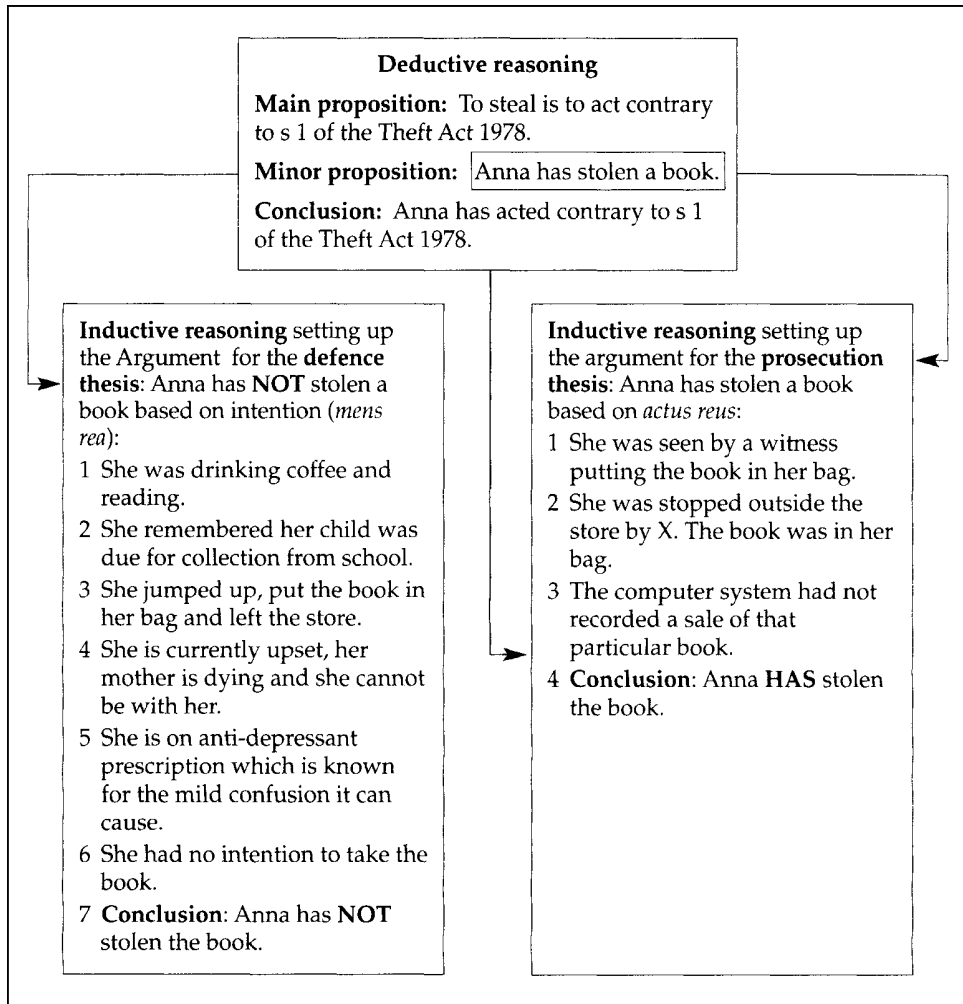 Deductive reasoning
Main proposition: To steal is to act contrary
to s 1 of the Theft Act 1978.
Minor proposition: Anna has stolen a book.
Conclusion: Anna has acted contrary to s 1
of the Theft Act 1978.
Inductive reasoning setting up
the Argument for the defence
thesis: Anna has NOT stolen a
book based on intention (mens
rea):
1 She was drinking coffee and
reading.
2 She remembered her child was
due for collection from school.
3 She jumped up, put the book in
her bag and left the store.
4 She is currently upset, her
mother is dying and she cannot
be with her.
5 She is on anti-depressant
prescription which is known
for the mild confusion it can
cause.
6 She had no intention to take the
book.
7 Conclusion: Anna has NOT
stolen the book.
Inductive reasoning setting up
the argument for the prosecution
thesis: Anna has stolen a book
based on actus reus:
1 She was seen by a witness
putting the book in her bag.
2 She was stopped outside the
store by X. The book was in her
bag.
3 The computer system had not
recorded a sale of that
particular book.
4 Conclusion: Anna HAS stolen
the book.